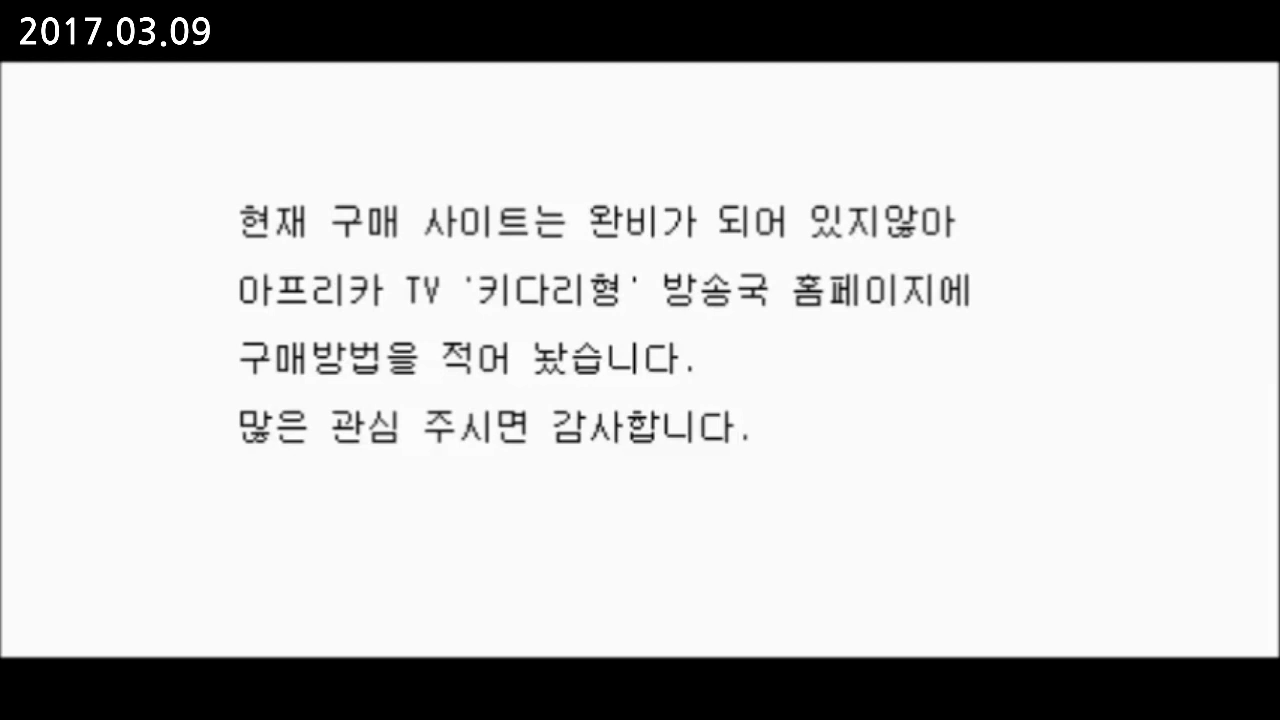 2017.03.09
현재 구매 사이트는 완비가 되어 있지않아
아프리카 TV '키다리형' 방송국 홈페이지에
구매방법을 적어 놨습니다.
많은 관심 주시면 감사합니다.